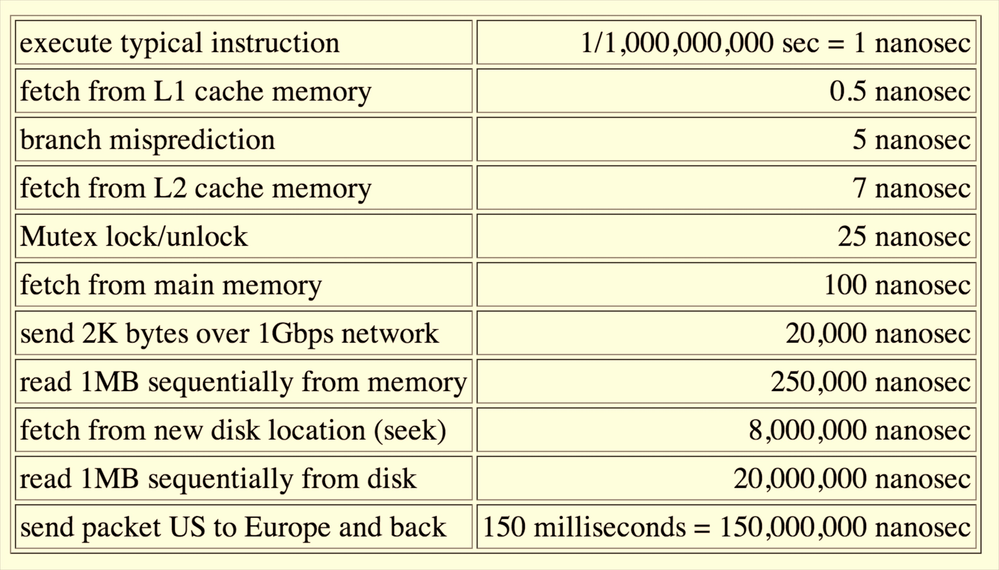 execute typical instruction 1/1,000,000,000 sec = 1 nanosec
fetch from L1 cache memory 0.5 nanosec
branch misprediction 5 nanosec
fetch from L2 cache memory 7 nanosec
Mutex lock/unlock 25 nanosec
fetch from main memory 100 nanosec
send 2K bytes over 1Gbps network 20,000 nanosec
read 1MB sequentially from memory 250,000 nanosec
fetch from new disk location (seek) 8,000,000 nanosec
read 1MB sequentially from disk 20,000,000 nanosec
send packet US to Europe and back 150 milliseconds = 150,000,000 nanosec